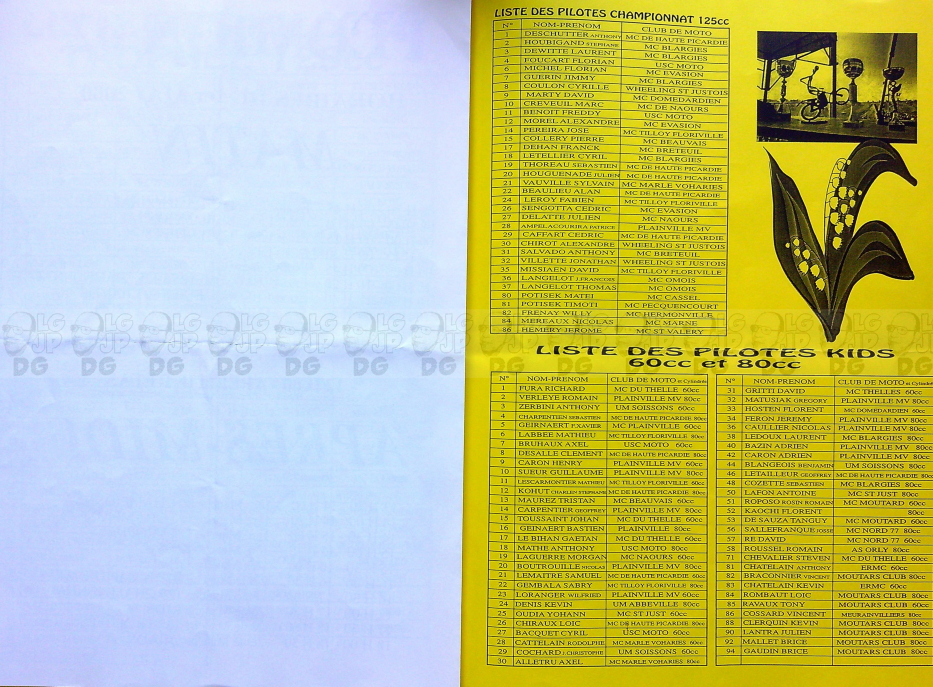 LISTE DES PILOTES CHAMPIONNAT 125cc
N° NOM-PRENOM CLUB DE MOTO
1 DESCHUTTER ANTHONY MC DE HAUTE PICARDIE
2 HOUBIGAND STEPHANE MC BLARGIES
3 DEWITTE LAURENT MC BLARGIES
4 FOUCART FLORIAN USC MOTO
6 MICHEL FLORIAN MC EVASION
7 GUERIN JIMMY MC BLARGIES
8 COULON CYRILLE WHEELING ST JUSTOIS
9 MARTY DAVID MC DOMEDARDIEN
10 CREVEUIL MARC MC DE NAOURS
11 BENOIT FREDDY USC MOTO
12 MOREL ALEXANDRE MC EVASION
14 PEREIRA JOSE MC TILLOY FLORIVILLE
15 COLLERY PIERRE MC BEAUVAIS
17 DEHAN FRANCK MC BRETEUIL
18 LETELLIER CYRIL MC BLARGIES
19 THOREAU SEBASTIEN MC DE HAUTE PICARDIE
20 HOUGUENADE JULIEN MC DE HAUTE PICARDIE
21 VAUVILLE SYLVAIN MC MARLE VOHARIES
22 BEAULIEU ALAN MC DE HAUTE PICARDIE
24 LEROY FABIEN MC TILLOY FLORIVILLE
26 SENGOTTA CEDRIC MC EVASION
27 DELATTE JULIEN MC NAOURS
28 AMPELACOURIRA PATRICE PLAINVILLE MV
29 CAFFART CEDRIC MC DE HAUTE PICARDIE
30 CHIROT ALEXANDRE WHEELING ST JUSTOIS
31 SALVADO ANTHONY MC BRETEUIL
32 VILLETTE JONATHAN WHEELING ST JUSTOIS
35 MISSIAEN DAVID MC TILLOY FLORIVILLE
36 LANGELOT J.FRANCOIS MC OMOIS
37 LANGELOT THOMAS MC OMOIS
80 POTISEK MATEI MC CASSEL
81 POTISEK TIMOTI MC PECQUENCOURT
82 FRENAY WILLY MC HERMONVILLE
84 MEREAUX NICOLAS MC MARNE
86 HEMERY JEROME MC ST VALERY
LISTE DES PILOTES KIDS
60cc et 80cc
N° NOM-PRENOM CLUB DE MOTO et Cylindrée
1 FURA RICHARD MC DU THELLE 60cc
2 VERLEYE ROMAIN PLAINVILLE MV 80cc
3 ZERBINI ANTHONY UM SOISSONS 60cc
4 CHARPENTIEN SEBASTIEN MC DE HAUTE PICARDIE 80cc
5 GEIRNAERT P.XAVIER MC PLAINVILLE 60cc
6 LABBEE MATHIEU MC TILLOY FLORIVILLE 80cc
7 BRUHAUX AXEL USC MOTO 60cc
8 DESALLE CLEMENT MC DE HAUTE PICARDIE 80cc
9 CARON HENRY PLAINVILLE MV 60cc
10 SUEUR GUILLAUME PLAINVILLE MV 80cc
11 LESCARMONTIER MATHIEU MC TILLOY FLORIVILLE 60cc
12 KOHUT CHARLEN STEPHANE MC DE HAUTE PICARDIE 80cc
13 MAUREZ TRISTAN MC BEAUVAIS 60cc
14 CARPENTIER GEOFFREY PLAINVILLE MV 80cc
15 TOUSSAINT JOHAN MC DU THELLE 60cc
16 GEINAERT BASTIEN PLAINVILLE MV 80cc
17 LE BIHAN GAETAN MC DU THELLE 60cc
18 MATHE ANTHONY USC MOTO 80cc
19 LAGUERRE MORGAN MC NAOURS 60cc
20 BOUTROUILLE NICOLAS PLAINVILLE MV 80cc
21 LEMAITRE SAMUEL MC DE HAUTE PICARDIE 60cc
22 GEMBALA SABRY MC TILLOY FLORIVILLE 80cc
23 LORANGER WILFRIED PLAINVILLE MV 60cc
24 DENIS KEVIN UM ABBEVILLE 80cc
25 OUDIA YOHANN MC ST JUST 60cc
26 CHIRAUX LOIC MC DE HAUTE PICARDIE 80cc
27 BACQUET CYRIL USC MOTO 60cc
28 CATTELAIN RODOLPHE MC MARLE VOHARIES 60cc
29 COCHARD J.CHRISTOPHE UM SOISSONS 60cc
30 ALLETRU AXEL MC MARLE VOHARIES 80cc
N° NOM-PRENOM CLUB DE MOTO et Cylindrée
31 GRITTI DAVID MC THELLES 60cc
32 MATUSIAK GREGORY PLAINVILLE MV 80cc
33 HOSTEN FLORENT MC DOMEDARDIEN 60cc
34 FERON JEREMY PLAINVILLE MV 80cc
36 CAULLIER NICOLAS PLAINVILLE MV 80cc
38 LEDOUX LAURENT MC BLARGIES 80cc
40 BAZIN ADRIEN PLAINVILLE MV 80cc
42 CARON ADRIEN PLAINVILLE MV 80cc
44 BLANGEOIS BENJAMIN UM SOISSONS 80cc
46 LETAILLEUR GEOFFREY MC DE HAUTE PICARDIE 80cc
48 COZETTE SEBASTIEN MC BLARGIES 80cc
50 LAFON ANTOINE MC ST JUST 80cc
51 ROPOSO ROSIN ROMAIN MC MOUTARD 60cc
52 KAOCHI FLORENT 80cc
53 DE SAUZA TANGUY MC MOUTARD 60cc
56 SALLEFRANQUE JOSSE MC NORD 77 80cc
57 RE DAVID MC NORD 77 60cc
58 ROUSSEL ROMAIN AS ORLY 80cc
71 CHEVALIER STEVEN MC DU THELLE 60cc
81 CHATELAIN ANTHONY ERMC 60cc
82 BRACONNIER VINCENT MOUTARS CLUB 80cc
83 CHATELAIN KEVIN ERMC 60cc
84 ROMBAUT LOIC MOUTARS CLUB 80cc
85 RAVAUX TONY MOUTARS CLUB 60cc
86 COSSARD VINCENT MEURAINVILLIERS 80cc
88 CLERQUIN KEVIN MOUTARS CLUB 80cc
90 LANTRA JULIEN MOUTARS CLUB 80cc
92 MALLET BRICE MOUTARS CLUB 80cc
94 GAUDIN BRICE MOUTARS CLUB 80cc